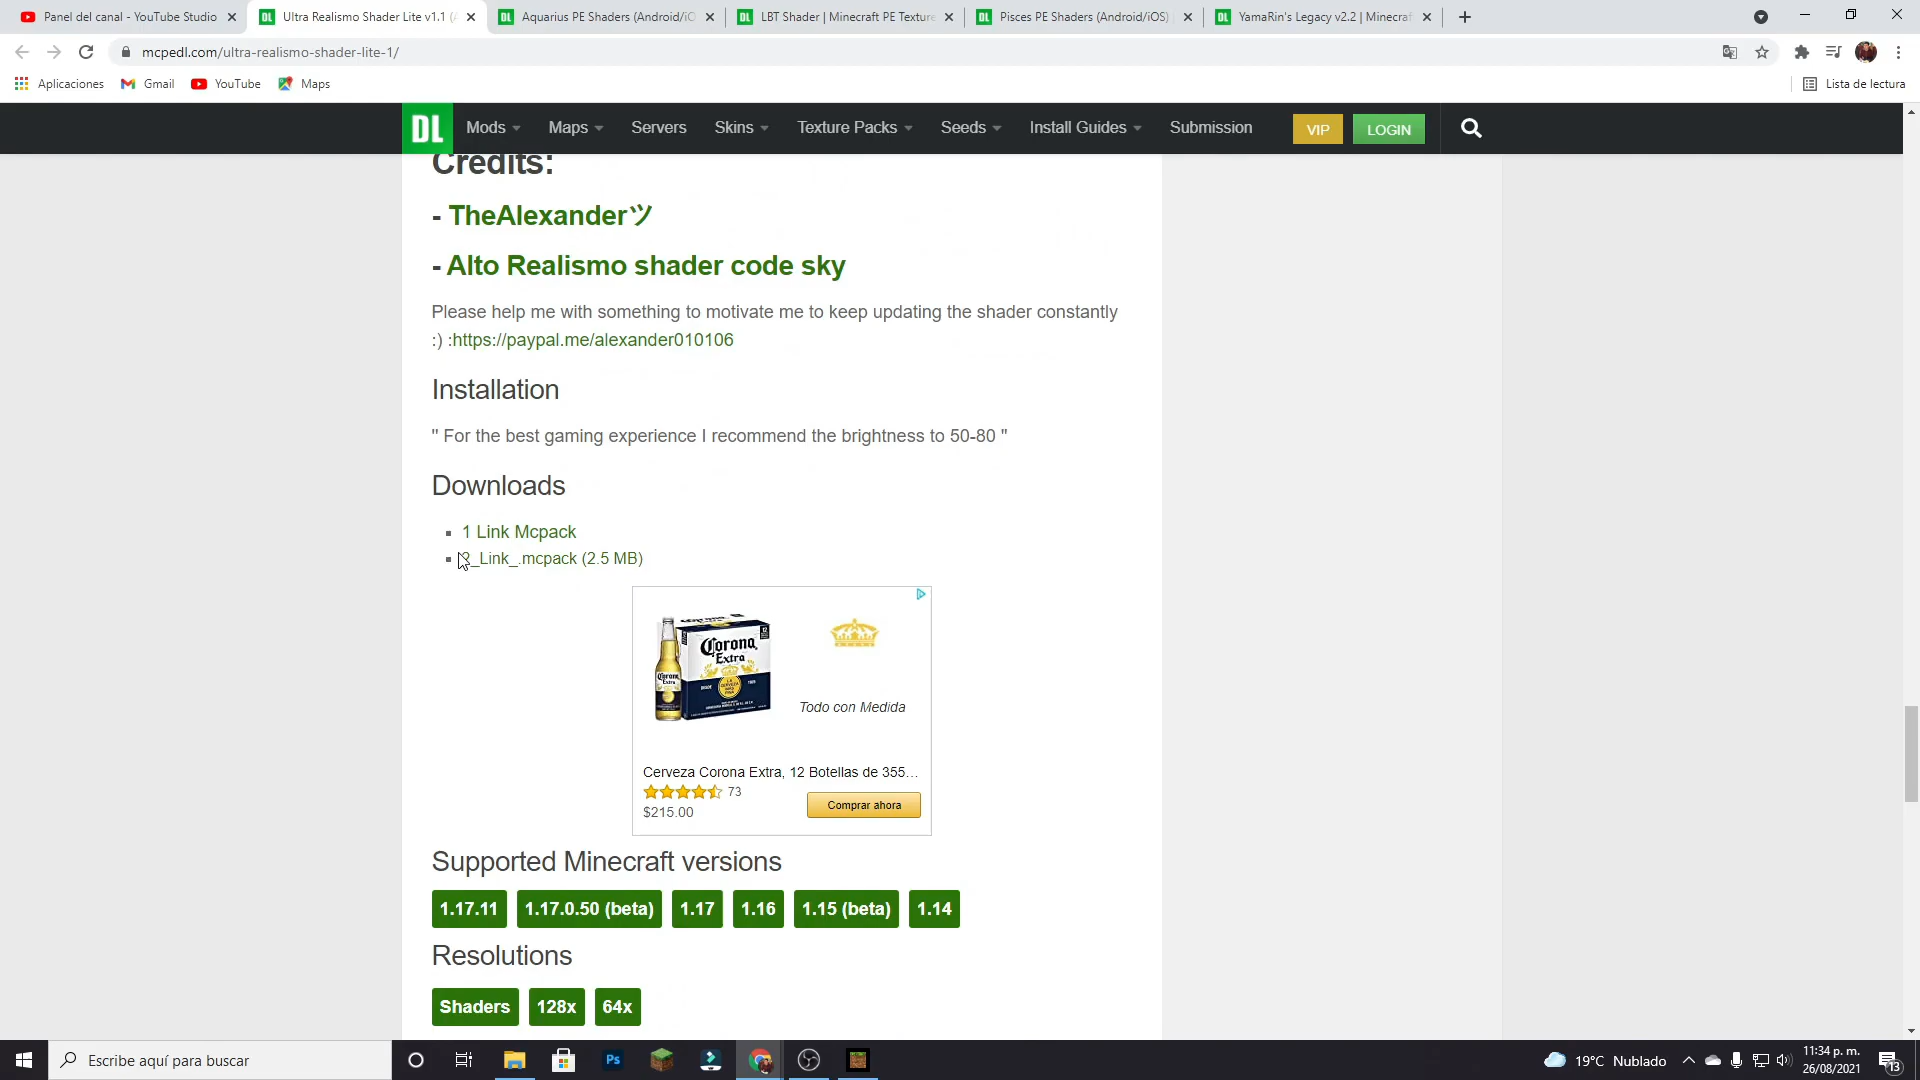 Panel del canal - YouTube Studio
Ultra Realismo Shader Lite v1.1 (A
Aquarius PE Shaders (Android/iO
LBT Shader | Minecraft PE Texture
Pisces PE Shaders (Android/iOS)
YamaRin's Legacy v2.2 | Minecraf
mcpedl.com/ultra-realismo-shader-lite-1/
Aplicaciones
Gmail
YouTube
Maps
Lista de lectura
DL
Mods
Maps
Servers
Skins
Texture Packs
Seeds
Install Guides
Submission
VIP
LOGIN
Credits:
- TheAlexanderツ
- Alto Realismo shader code sky
Please help me with something to motivate me to keep updating the shader constantly
:) :https://paypal.me/alexander010106
Installation
" For the best gaming experience I recommend the brightness to 50-80 "
Downloads
1 Link Mcpack
2_Link_.mcpack (2.5 MB)
Corona
Extra
Todo con Medida
Cerveza Corona Extra, 12 Botellas de 355...
73
$215.00
Comprar ahora
Supported Minecraft versions
1.17.11
1.17.0.50 (beta)
1.17
1.16
1.15 (beta)
1.14
Resolutions
Shaders
128x
64x
Escribe aquí para buscar
Ps
19°C Nublado
11:34 p. m.
26/08/2021
13